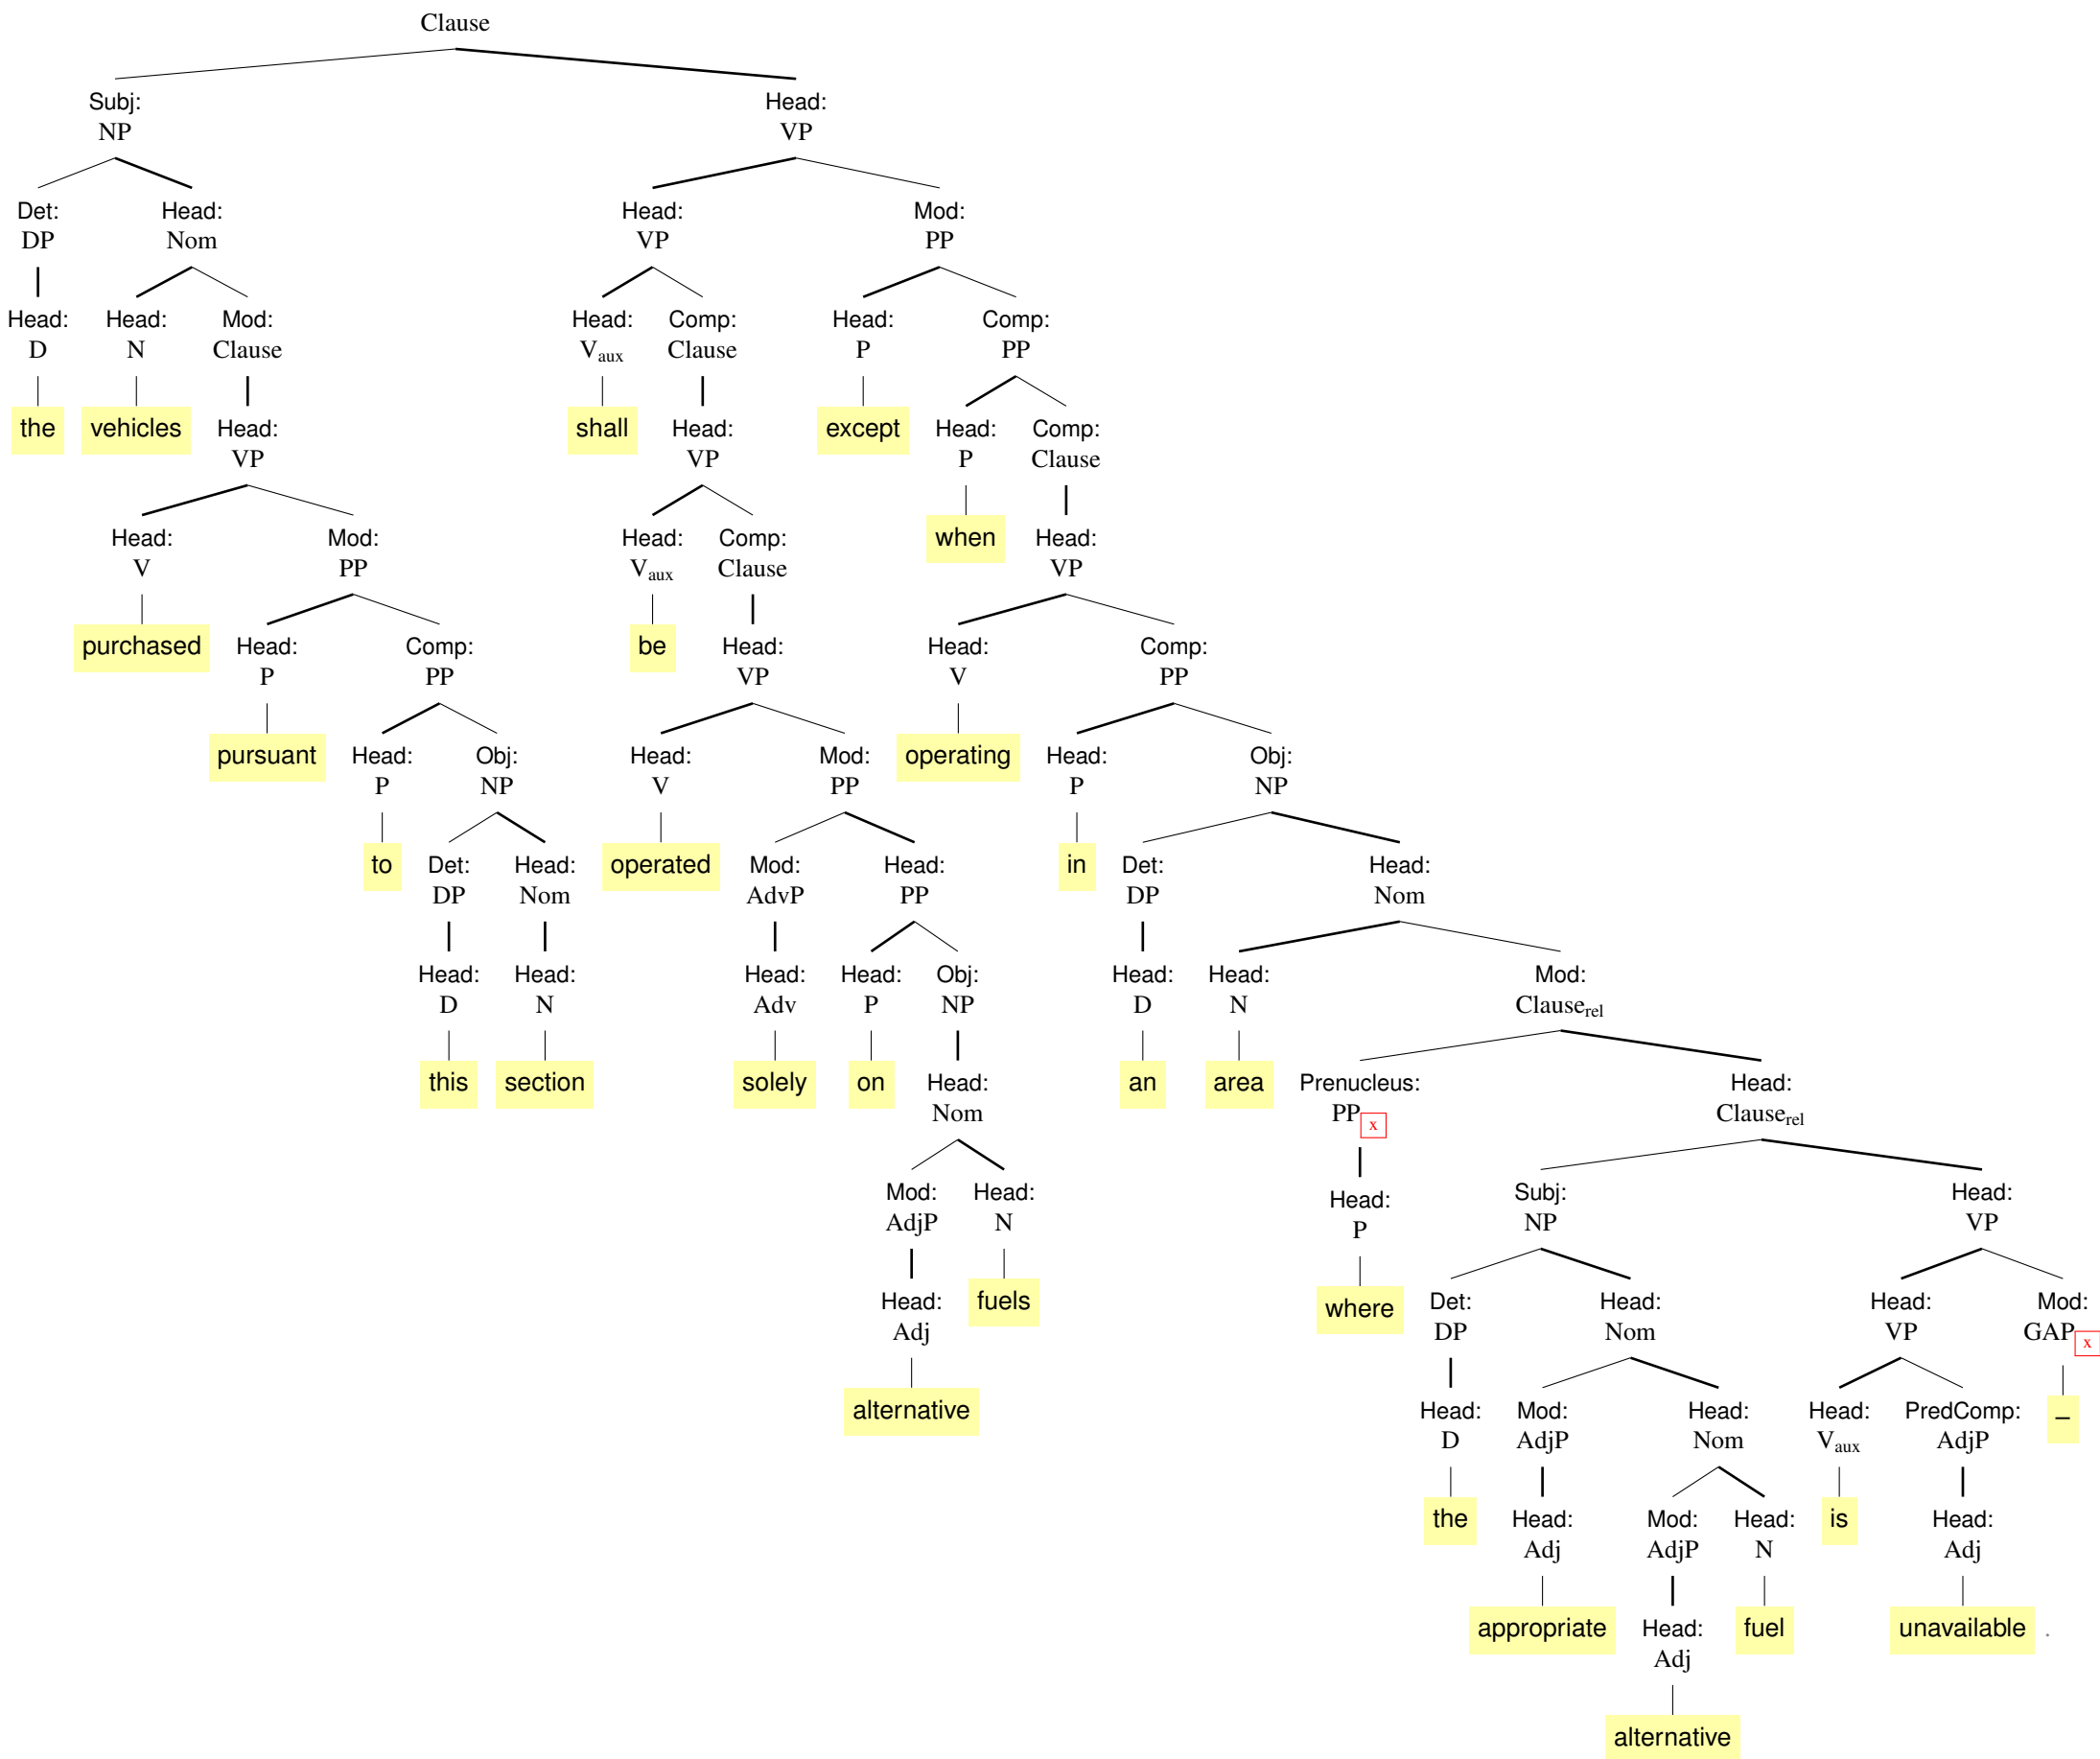 Clause
Subj: Head:
NP VP
Det: Head: Head: Mod:
DP Nom VP PP
Head: Head: Mod: Head: Comp: Head: Comp:
D N Clause Vaux Clause P PP
the vehicles Head: shall Head: except Head: Comp:
VP VP P Clause
Head: Mod: Head: Comp: when Head:
V PP Vaux Clause VP
purchased Head: Comp: be Head: Head: Comp:
P PP VP V PP
pursuant Head: Obj: Head: Mod: operating Head: Obj:
P NP V PP P NP
to Det: Head: operated Mod: Head: in Det: Head:
DP Nom AdvP PP DP Nom
Head: Head: Head: Head: Obj: Head: Head: Mod:
D N Adv P NP D N Clauserel
this section solely on Head: an area Prenucleus: Head:
Nom PP x Clauserel
Mod: Head: Head: Subj: Head:
AdjP N P NP VP
Head: fuels where Det: Head: Head: Mod:
Adj DP Nom VP GAP x
alternative Head: Mod: Head: Head: PredComp: –
D AdjP Nom Vaux AdjP
the Head: Mod: Head: is Head:
Adj AdjP N Adj
appropriate Head: fuel unavailable .
Adj
alternative